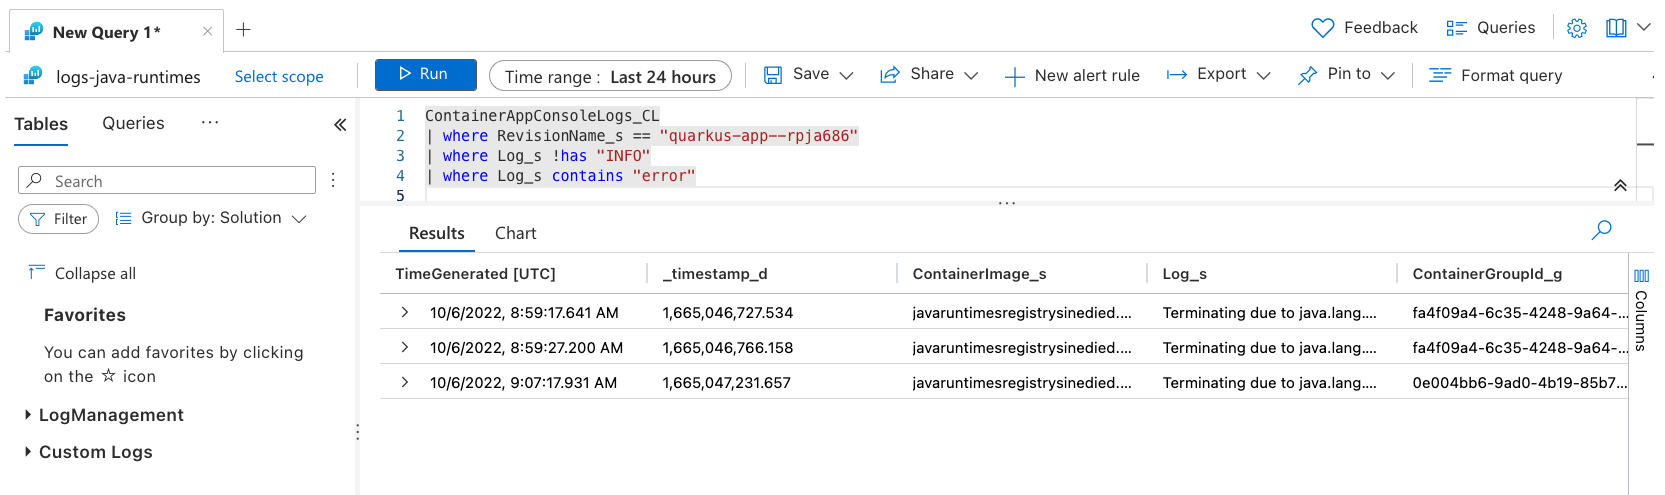 New Query 1*
Feedback
Queries
logs-java-runtimes
Select scope
Run
Time range : Last 24 hours
Save
Share
New alert rule
Export
Pin to
Format query
Tables
Queries
...
Search
Filter
Group by: Solution
Collapse all
Favorites
You can add favorites by clicking
on the ☆ icon
LogManagement
Custom Logs
1 ContainerAppConsoleLogs_CL
2 | where RevisionName_s == "quarkus-app--rpja686"
3 | where Log_s !has "INFO"
4 | where Log_s contains "error"
5
...
Results
Chart
TimeGenerated [UTC] _timestamp_d ContainerImage_s Log_s ContainerGroupId_g
10/6/2022, 8:59:17.641 AM 1,665,046,727.534 javaruntimesregistrysinedied.... Terminating due to java.lang.... fa4f09a4-6c35-4248-9a64-...
10/6/2022, 8:59:27.200 AM 1,665,046,766.158 javaruntimesregistrysinedied.... Terminating due to java.lang.... fa4f09a4-6c35-4248-9a64-...
10/6/2022, 9:07:17.931 AM 1,665,047,231.657 javaruntimesregistrysinedied.... Terminating due to java.lang.... 0e004bb6-9ad0-4b19-85b7...
Columns